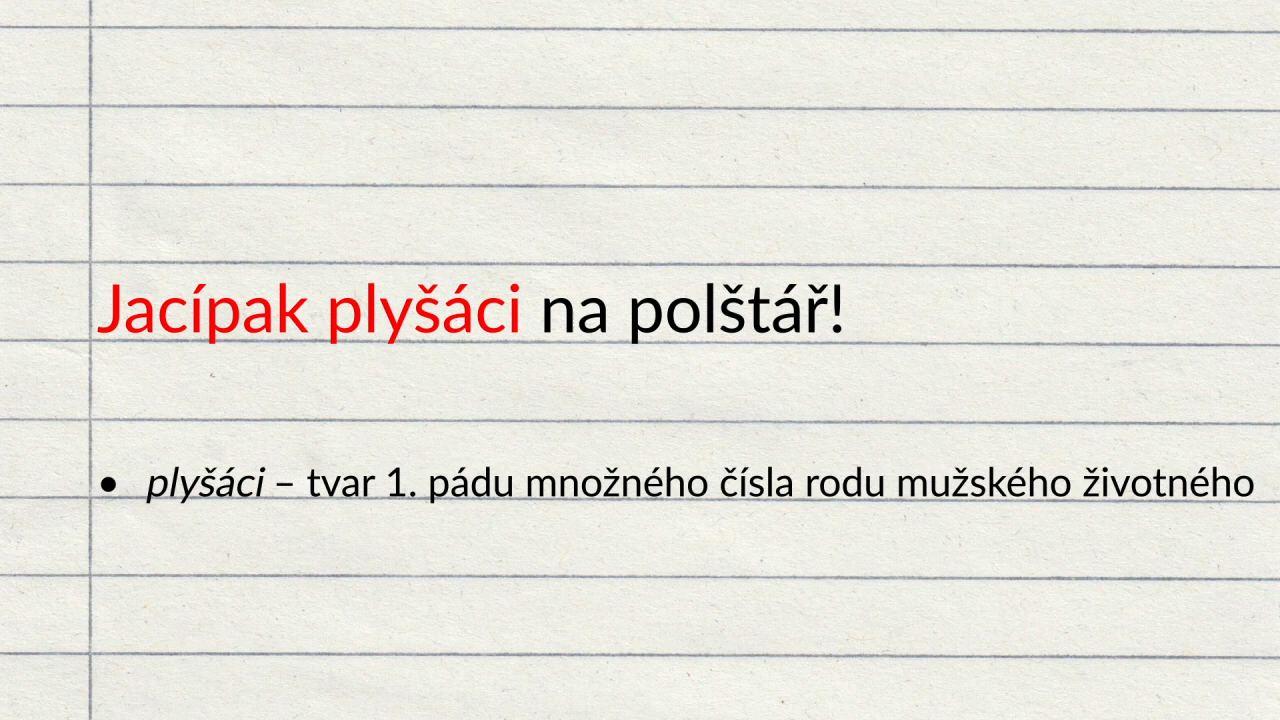 Jacípak plyšáci na polštář!
• plyšáci – tvar 1. pádu množného čísla rodu mužského životného